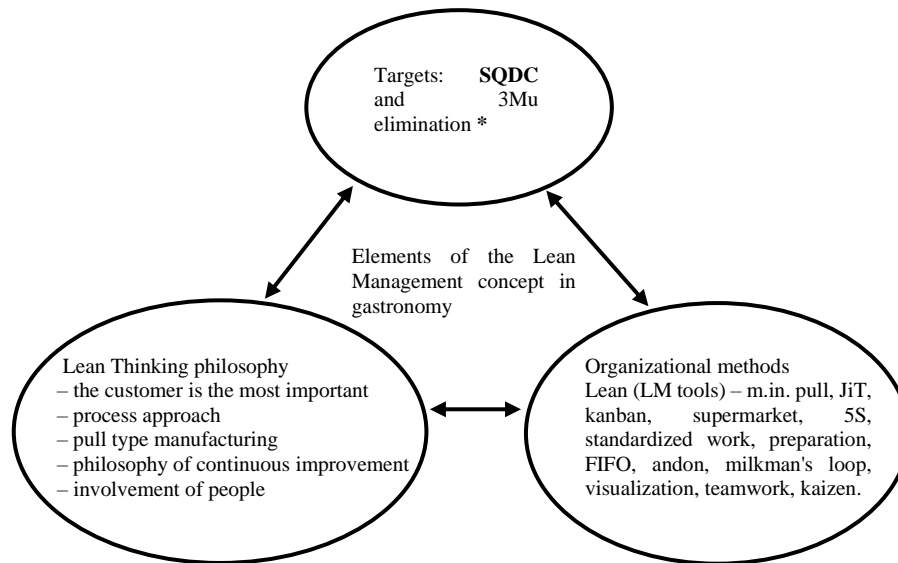 Targets: SQDC
and 3Mu
elimination *
Elements of the Lean
Management concept in
gastronomy
Lean Thinking philosophy
– the customer is the most important
– process approach
– pull type manufacturing
– philosophy of continuous improvement
– involvement of people
Organizational methods
Lean (LM tools) – m.in. pull, JiT,
kanban, supermarket, 5S,
standardized work, preparation,
FIFO, andon, milkman's loop,
visualization, teamwork, kaizen.